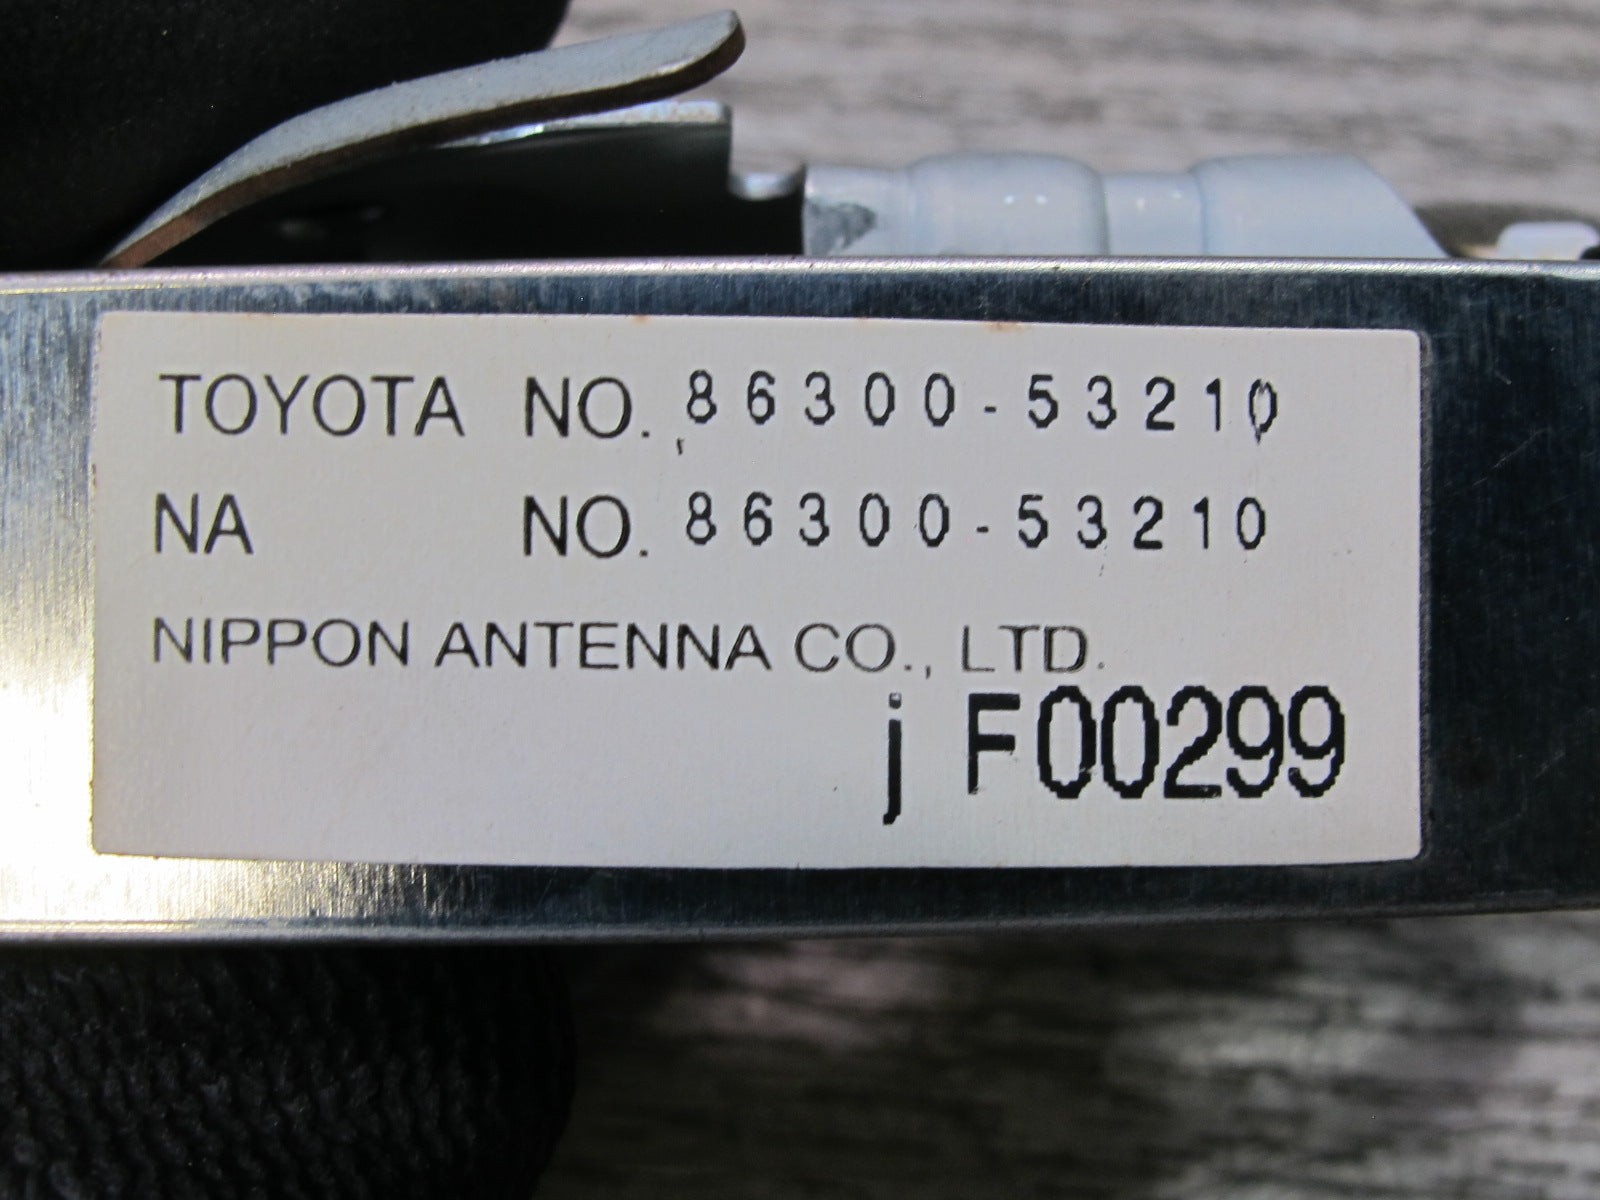 TOYOTA NO. 86300-53210
NA NO. 86300-53210
NIPPON ANTENNA CO., LTD.
j F00299